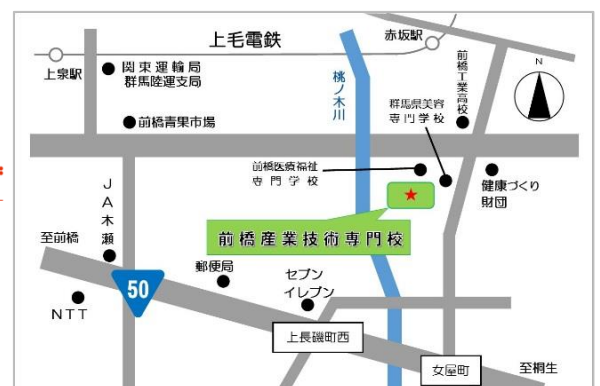 上毛電鉄
赤坂駅
上泉駅
関東運輸局
群馬陸運支局
桃ノ木川
前橋工業高校
N
群馬県美容
専門学校
前橋青果市場
前橋医療福祉
専門学校
健康づくり
財団
JA木瀬
★
前橋産業技術専門校
至前橋
郵便局
セブン
イレブン
50
NTT
上長磯町西
女屋町
至桐生